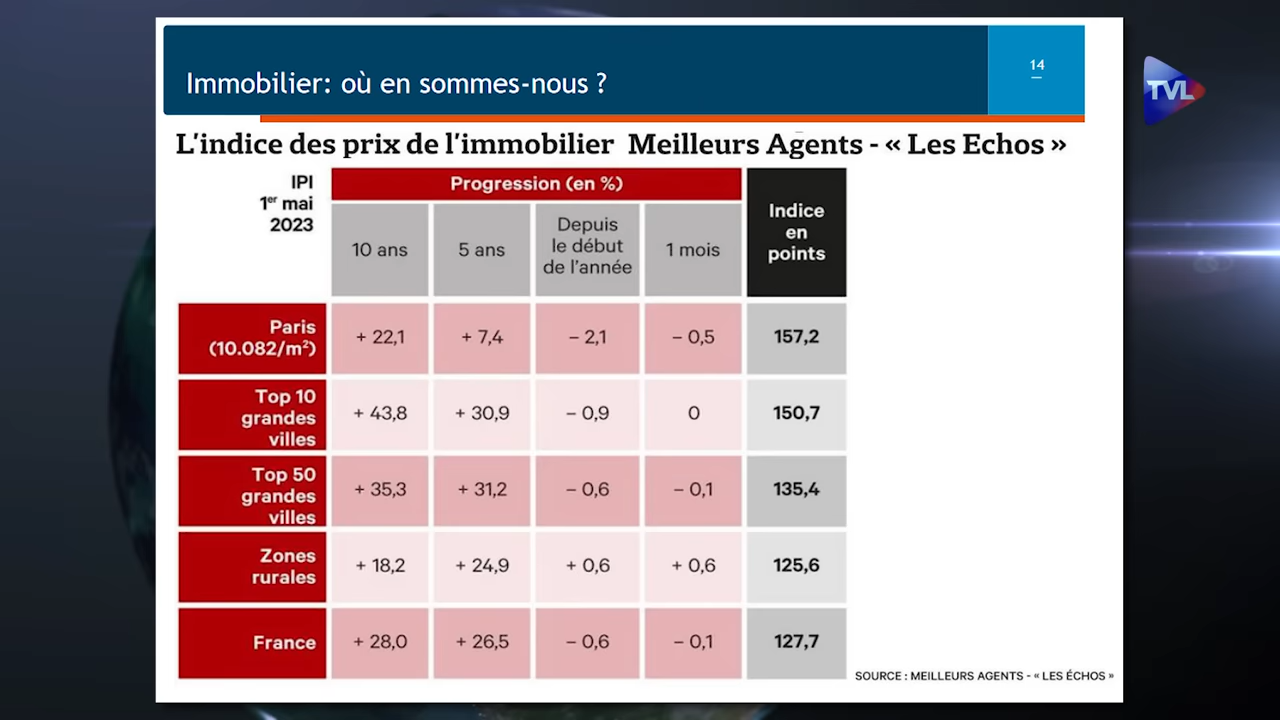 Immobilier: où en sommes-nous ?
14
TVL
L'indice des prix de l'immobilier Meilleurs Agents - « Les Echos »
IPI
1er mai
2023
Progression (en %)
10 ans
5 ans
Depuis
le début
de l'année
1 mois
Indice
en
points
Paris
(10.082/m²)
+ 22,1
+ 7,4
– 2,1
– 0,5
157,2
Top 10
grandes
villes
+ 43,8
+ 30,9
– 0,9
0
150,7
Top 50
grandes
villes
+ 35,3
+ 31,2
– 0,6
– 0,1
135,4
Zones
rurales
+ 18,2
+ 24,9
+ 0,6
+ 0,6
125,6
France
+ 28,0
+ 26,5
– 0,6
– 0,1
127,7
SOURCE : MEILLEURS AGENTS - « LES ÉCHOS »